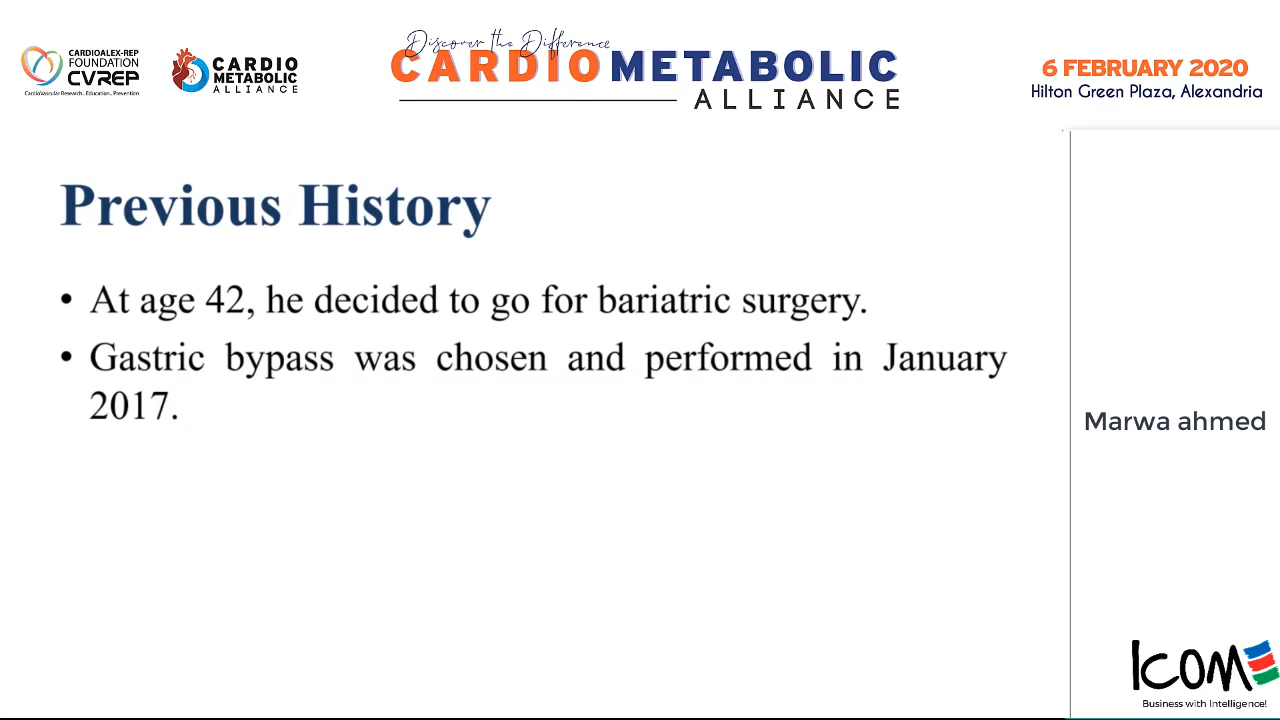 CARDIOALEX-REP
FOUNDATION
CVREP
CardioVascular Research.. Education.. Prevention
CARDIO
METABOLIC
ALLIANCE
Discover the Difference
CARDIOMETABOLIC
ALLIANCE
6 FEBRUARY 2020
Hilton Green Plaza, Alexandria
Previous History
• At age 42, he decided to go for bariatric surgery.
• Gastric bypass was chosen and performed in January
2017.
Marwa ahmed
ICOM
Business with Intelligence!